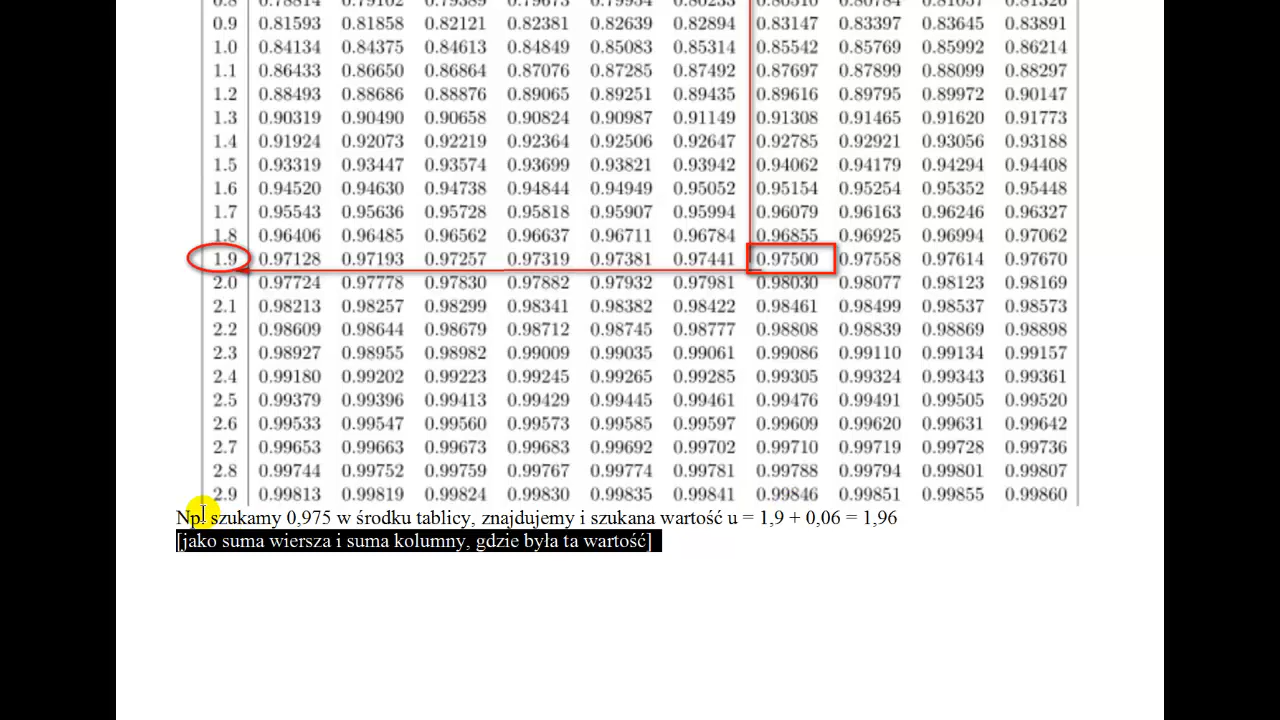 0.9 0.81593 0.81858 0.82121 0.82381 0.82639 0.82894 0.83147 0.83397 0.83645 0.83891
1.0 0.84134 0.84375 0.84613 0.84849 0.85083 0.85314 0.85542 0.85769 0.85992 0.86214
1.1 0.86433 0.86650 0.86864 0.87076 0.87285 0.87492 0.87697 0.87899 0.88099 0.88297
1.2 0.88493 0.88686 0.88876 0.89065 0.89251 0.89435 0.89616 0.89795 0.89972 0.90147
1.3 0.90319 0.90490 0.90658 0.90824 0.90987 0.91149 0.91308 0.91465 0.91620 0.91773
1.4 0.91924 0.92073 0.92219 0.92364 0.92506 0.92647 0.92785 0.92921 0.93056 0.93188
1.5 0.93319 0.93447 0.93574 0.93699 0.93821 0.93942 0.94062 0.94179 0.94294 0.94408
1.6 0.94520 0.94630 0.94738 0.94844 0.94949 0.95052 0.95154 0.95254 0.95352 0.95448
1.7 0.95543 0.95636 0.95728 0.95818 0.95907 0.95994 0.96079 0.96163 0.96246 0.96327
1.8 0.96406 0.96485 0.96562 0.96637 0.96711 0.96784 0.96855 0.96925 0.96994 0.97062
1.9 0.97128 0.97193 0.97257 0.97319 0.97381 0.97441 0.97500 0.97558 0.97614 0.97670
2.0 0.97724 0.97778 0.97830 0.97882 0.97932 0.97981 0.98030 0.98077 0.98123 0.98169
2.1 0.98213 0.98257 0.98299 0.98341 0.98382 0.98422 0.98461 0.98499 0.98537 0.98573
2.2 0.98609 0.98644 0.98679 0.98712 0.98745 0.98777 0.98808 0.98839 0.98869 0.98898
2.3 0.98927 0.98955 0.98982 0.99009 0.99035 0.99061 0.99086 0.99110 0.99134 0.99157
2.4 0.99180 0.99202 0.99223 0.99245 0.99265 0.99285 0.99305 0.99324 0.99343 0.99361
2.5 0.99379 0.99396 0.99413 0.99429 0.99445 0.99461 0.99476 0.99491 0.99505 0.99520
2.6 0.99533 0.99547 0.99560 0.99573 0.99585 0.99597 0.99609 0.99620 0.99631 0.99642
2.7 0.99653 0.99663 0.99673 0.99683 0.99692 0.99702 0.99710 0.99719 0.99728 0.99736
2.8 0.99744 0.99752 0.99759 0.99767 0.99774 0.99781 0.99788 0.99794 0.99801 0.99807
2.9 0.99813 0.99819 0.99824 0.99830 0.99835 0.99841 0.99846 0.99851 0.99855 0.99860
Np. szukamy 0,975 w środku tablicy, znajdujemy i szukana wartość u = 1,9 + 0,06 = 1,96
[jako suma wiersza i suma kolumny, gdzie była ta wartość]